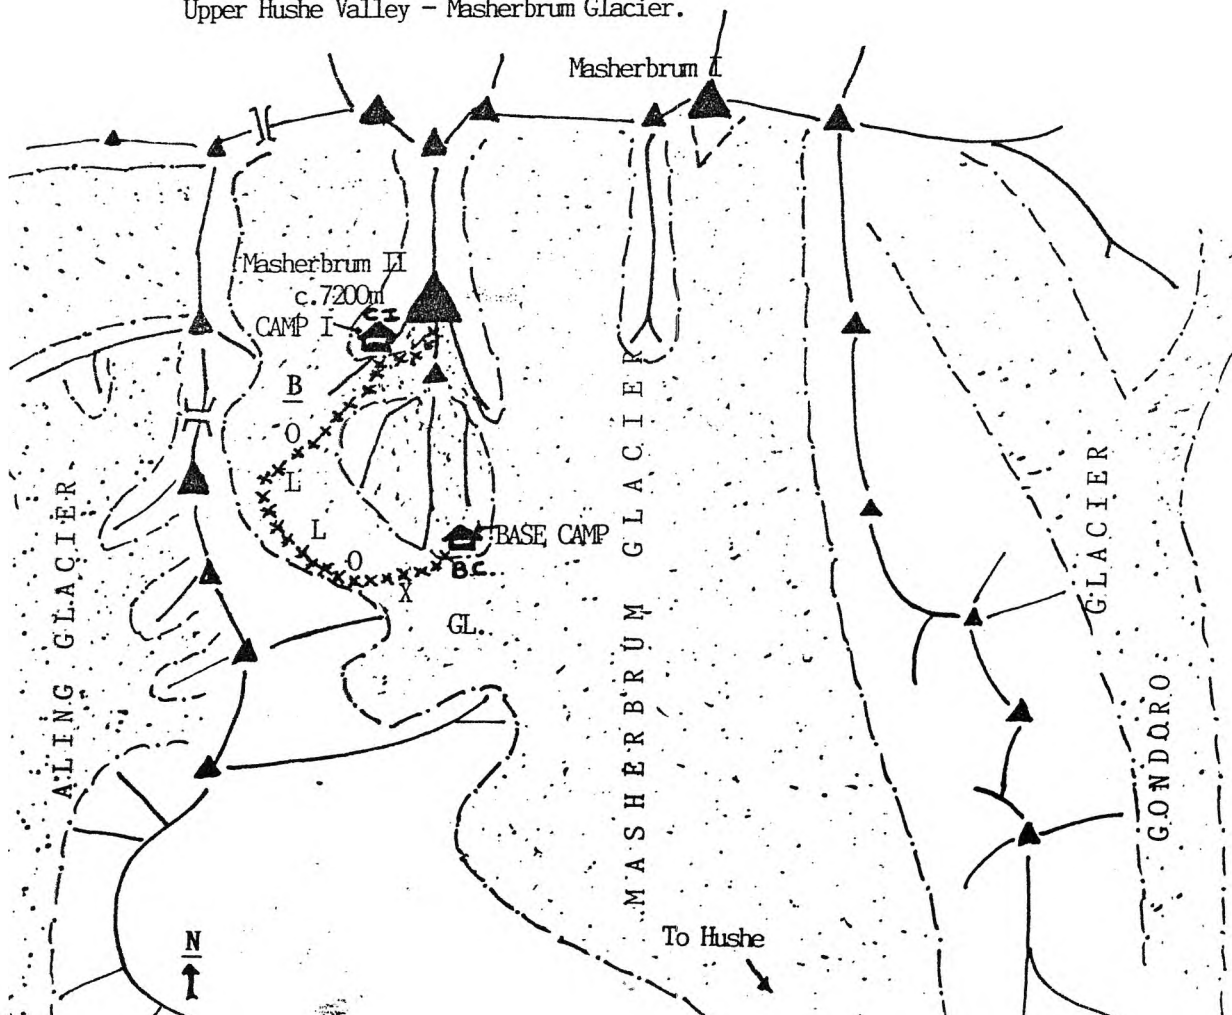 Upper Hushe Valley – Masherbrum Glacier.
Masherbrum I
Masherbrum II
c.7200m
C I
CAMP I
BOLLOX
GL.
BASE CAMP
B.C.
ALING GLACIER
MASHERBRUM GLACIER
GONDORO GLACIER
N
To Hushe